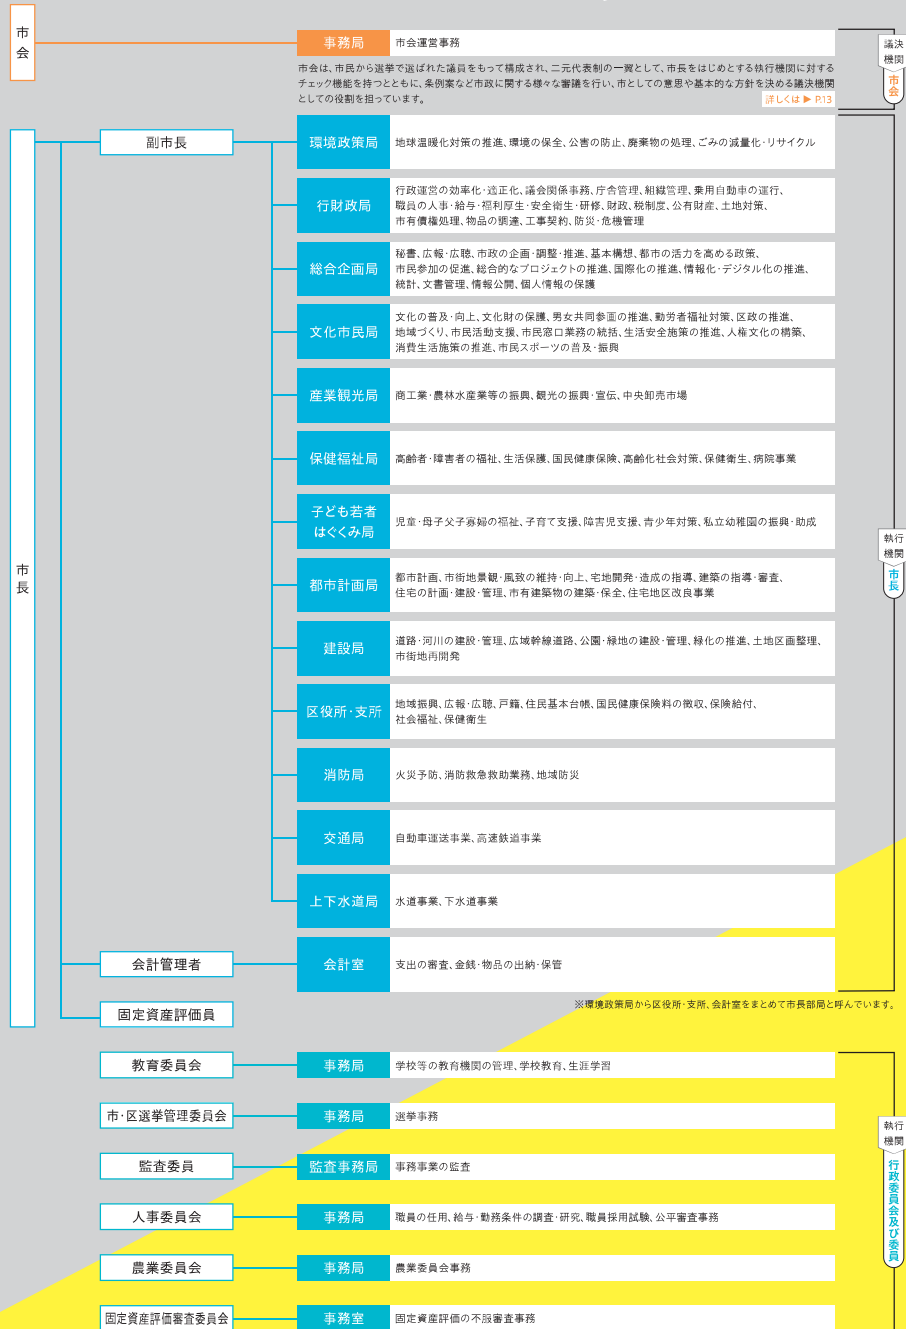 市会
事務局 市会運営事務
市会は、市民から選挙で選ばれた議員をもって構成され、二元代表制の一翼として、市長をはじめとする執行機関に対する
チェック機能を持つとともに、条例案など市政に関する様々な審議を行い、市としての意思や基本的な方針を決める議決機関
としての役割を担っています。
詳しくは ▶ P.13
議決
機関
市会
市長
副市長
環境政策局 地球温暖化対策の推進、環境の保全、公害の防止、廃棄物の処理、ごみの減量化・リサイクル
行財政局
行政運営の効率化・適正化、議会関係事務、庁舎管理、組織管理、乗用自動車の運行、
職員の人事・給与・福利厚生・安全衛生・研修、財政、税制度、公有財産、土地対策、
市有債権処理、物品の調達、工事契約、防災・危機管理
総合企画局
秘書、広報・広聴、市政の企画・調整・推進、基本構想、都市の活力を高める政策、
市民参加の促進、総合的なプロジェクトの推進、国際化の推進、情報化・デジタル化の推進、
統計、文書管理、情報公開、個人情報の保護
文化市民局
文化の普及・向上、文化財の保護、男女共同参画の推進、勤労者福祉対策、区政の推進、
地域づくり、市民活動支援、市民窓口業務の統括、生活安全施策の推進、人権文化の構築、
消費生活施策の推進、市民スポーツの普及・振興
産業観光局 商工業・農林水産業等の振興、観光の振興・宣伝、中央卸売市場
保健福祉局 高齢者・障害者の福祉、生活保護、国民健康保険、高齢化社会対策、保健衛生、病院事業
子ども若者
はぐくみ局
児童・母子父子寡婦の福祉、子育て支援、障害児支援、青少年対策、私立幼稚園の振興・助成
都市計画局
都市計画、市街地景観・風致の維持・向上、宅地開発・造成の指導、建築の指導・審査、
住宅の計画・建設・管理、市有建築物の建築・保全、住宅地区改良事業
建設局
道路・河川の建設・管理、広域幹線道路、公園・緑地の建設・管理、緑化の推進、土地区画整理、
市街地再開発
区役所・支所
地域振興、広報・広聴、戸籍、住民基本台帳、国民健康保険料の徴収、保険給付、
社会福祉、保健衛生
消防局 火災予防、消防救急救助業務、地域防災
交通局 自動車運送事業、高速鉄道事業
上下水道局 水道事業、下水道事業
会計管理者 会計室 支出の審査、金銭・物品の出納・保管
固定資産評価員
※環境政策局から区役所・支所、会計室をまとめて市長部局と呼んでいます。
執行
機関
市長
教育委員会 事務局 学校等の教育機関の管理、学校教育、生涯学習
市・区選挙管理委員会 事務局 選挙事務
監査委員 監査事務局 事務事業の監査
人事委員会 事務局 職員の任用、給与・勤務条件の調査・研究、職員採用試験、公平審査事務
農業委員会 事務局 農業委員会事務
固定資産評価審査委員会 事務室 固定資産評価の不服審査事務
執行
機関
行政委員会及び委員